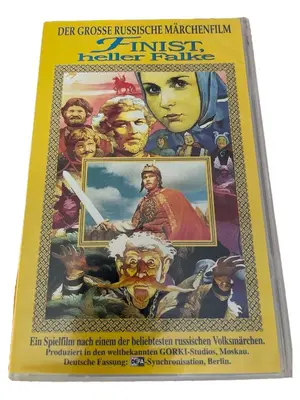 DER GROSSE RUSSISCHE MÄRCHENFILM
FINIST,
heller Falke
Ein Spielfilm nach einem der beliebtesten russischen Volksmärchen.
Produziert in den weltbekannten GORKI-Studios, Moskau.
Deutsche Fassung: DEFA-Synchronisation, Berlin.